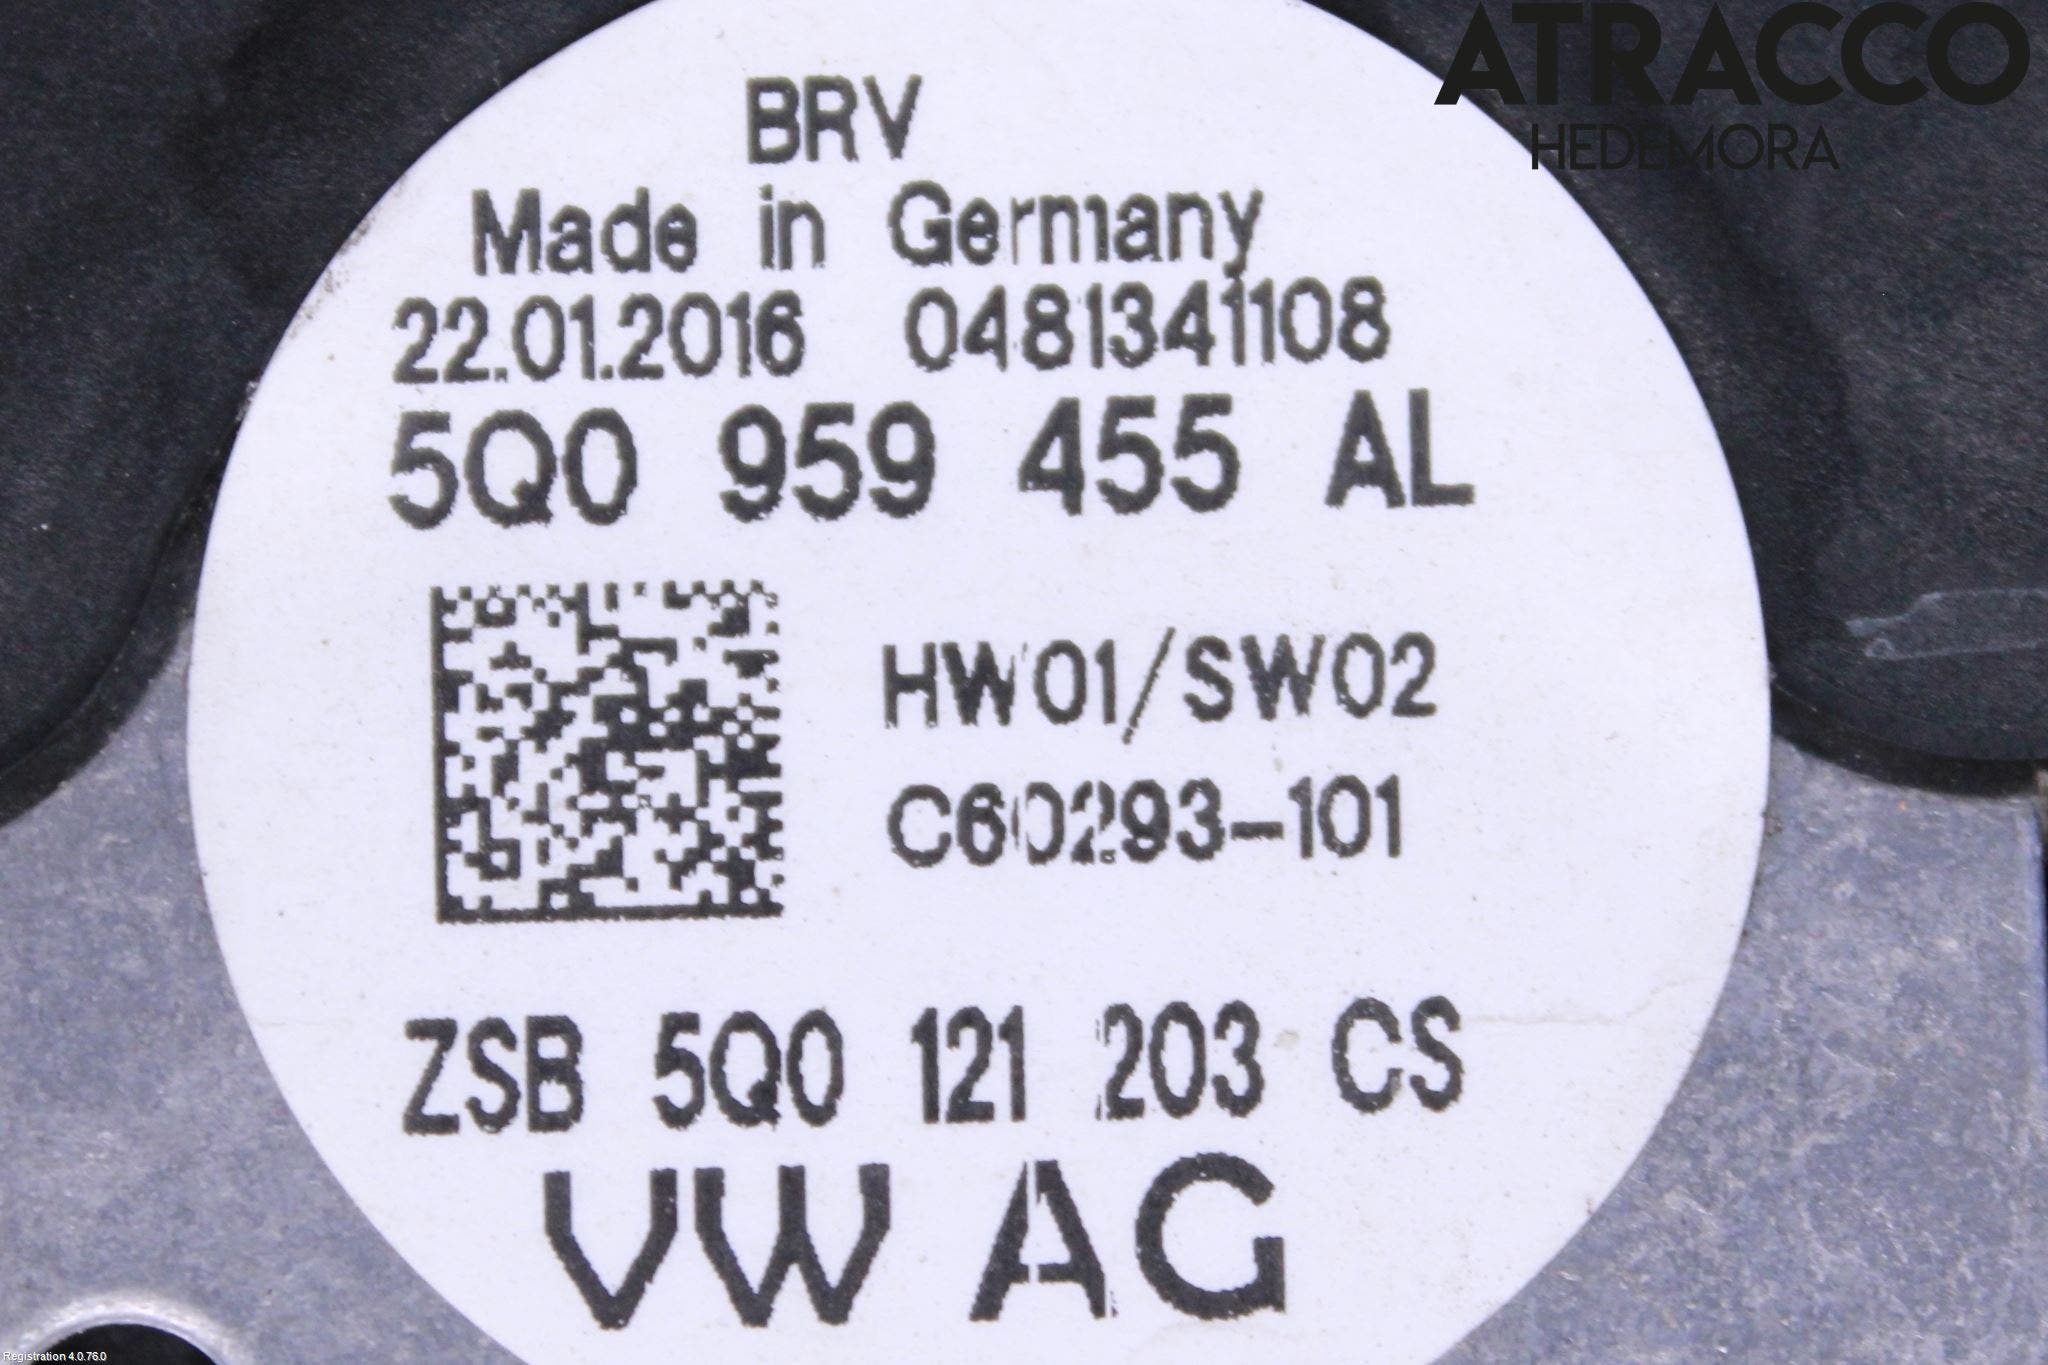 ATRACCO
HEDEMORA
BRV
Made in Germany
22.01.2016 0481341108
5Q0 959 455 AL
HW01/SW02
C60293-101
ZSB 5Q0 121 203 CS
VW AG
Registration 4.0.76.0